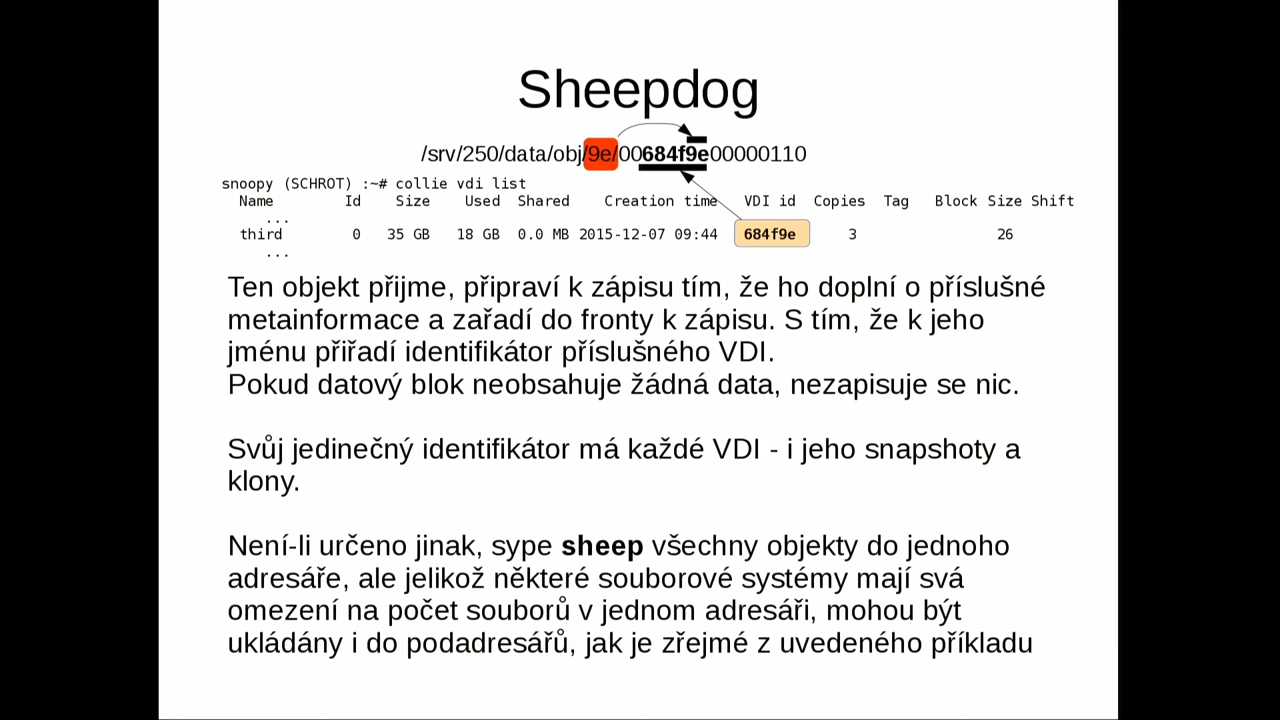 Sheepdog
/srv/250/data/obj/9e/00684f9e00000110
snoopy (SCHROT) :~# collie vdi list
Name Id Size Used Shared Creation time VDI id Copies Tag Block Size Shift
...
third 0 35 GB 18 GB 0.0 MB 2015-12-07 09:44 684f9e 3 26
...
Ten objekt přijme, připraví k zápisu tím, že ho doplní o příslušné
metainformace a zařadí do fronty k zápisu. S tím, že k jeho
jménu přiřadí identifikátor příslušného VDI.
Pokud datový blok neobsahuje žádná data, nezapisuje se nic.
Svůj jedinečný identifikátor má každé VDI - i jeho snapshoty a
klony.
Není-li určeno jinak, sype sheep všechny objekty do jednoho
adresáře, ale jelikož některé souborové systémy mají svá
omezení na počet souborů v jednom adresáři, mohou být
ukládány i do podadresářů, jak je zřejmé z uvedeného příkladu